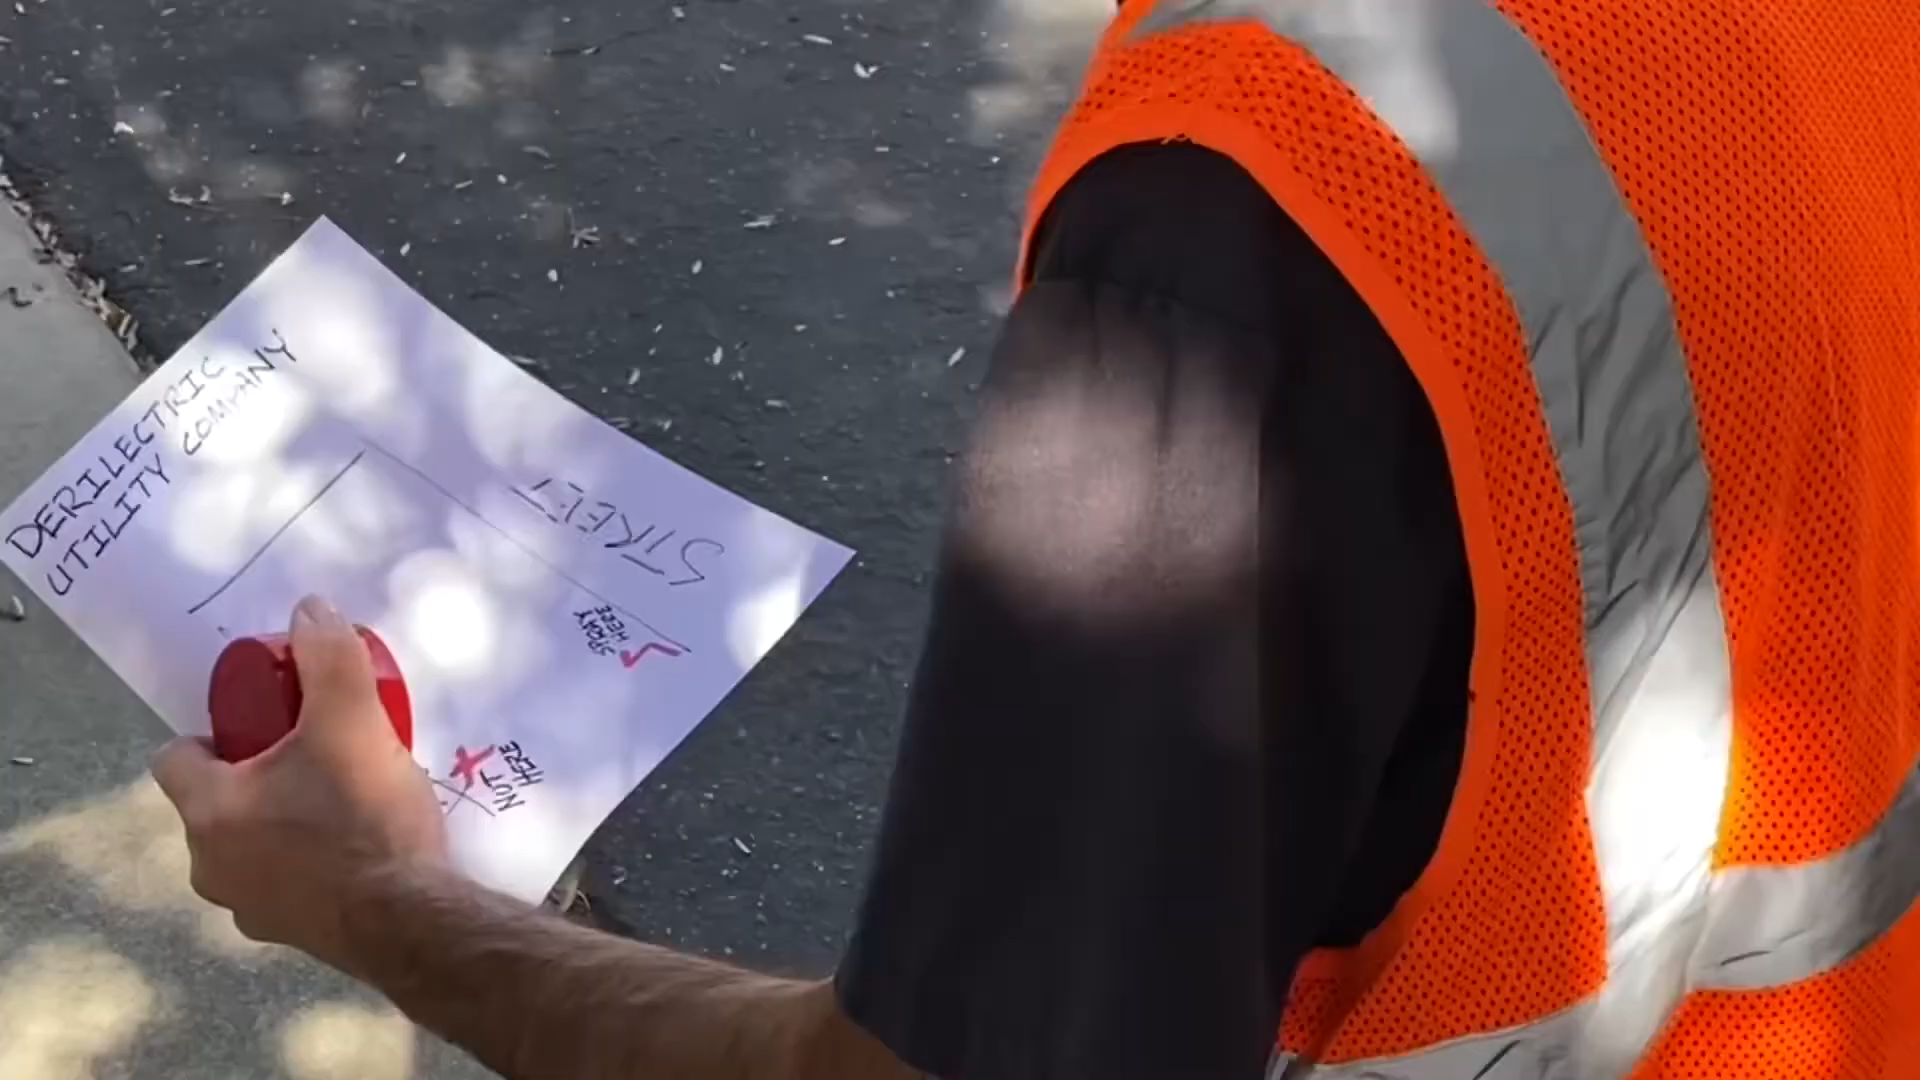 DERILECTRIC
UTILITY COMPANY
STREET
SPRAY
HERE
NOT
HERE